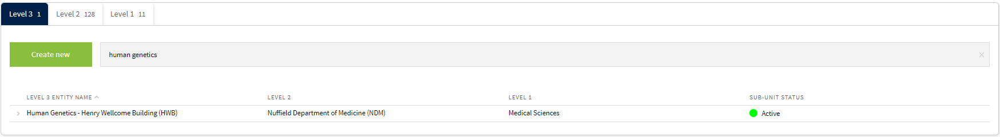 Level 3 1 Level 2 128 Level 1 11
Create new human genetics
LEVEL 3 ENTITY NAME LEVEL 2 LEVEL 1 SUB-UNIT STATUS
Human Genetics - Henry Wellcome Building (HWB) Nuffield Department of Medicine (NDM) Medical Sciences Active